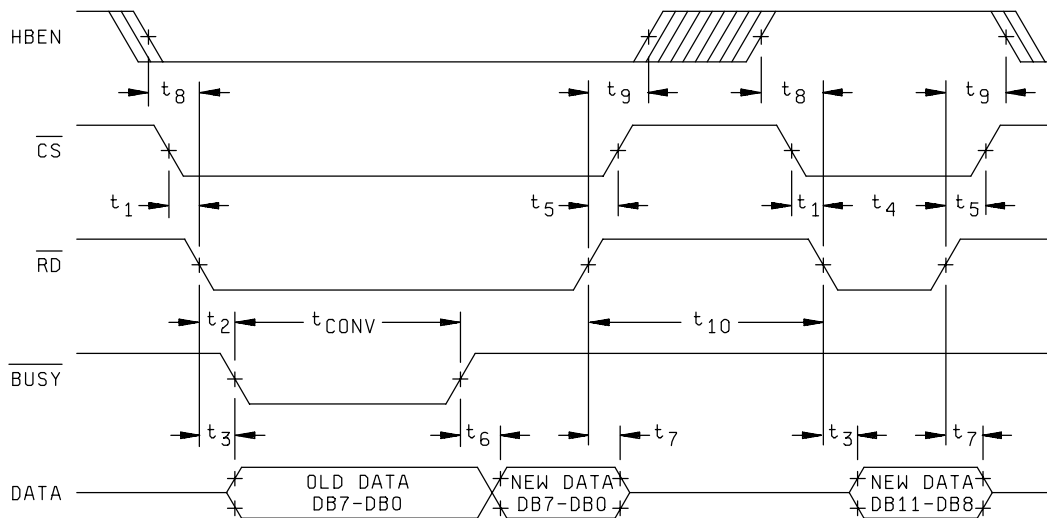 HBEN
t8 t9 t8 t9
CS
t1 t5 t1 t4 t5
RD
t2 tCONV t10
BUSY
t3 t6 t7 t3 t7
DATA
OLD DATA
DB7-DB0
NEW DATA
DB7-DB0
NEW DATA
DB11-DB8